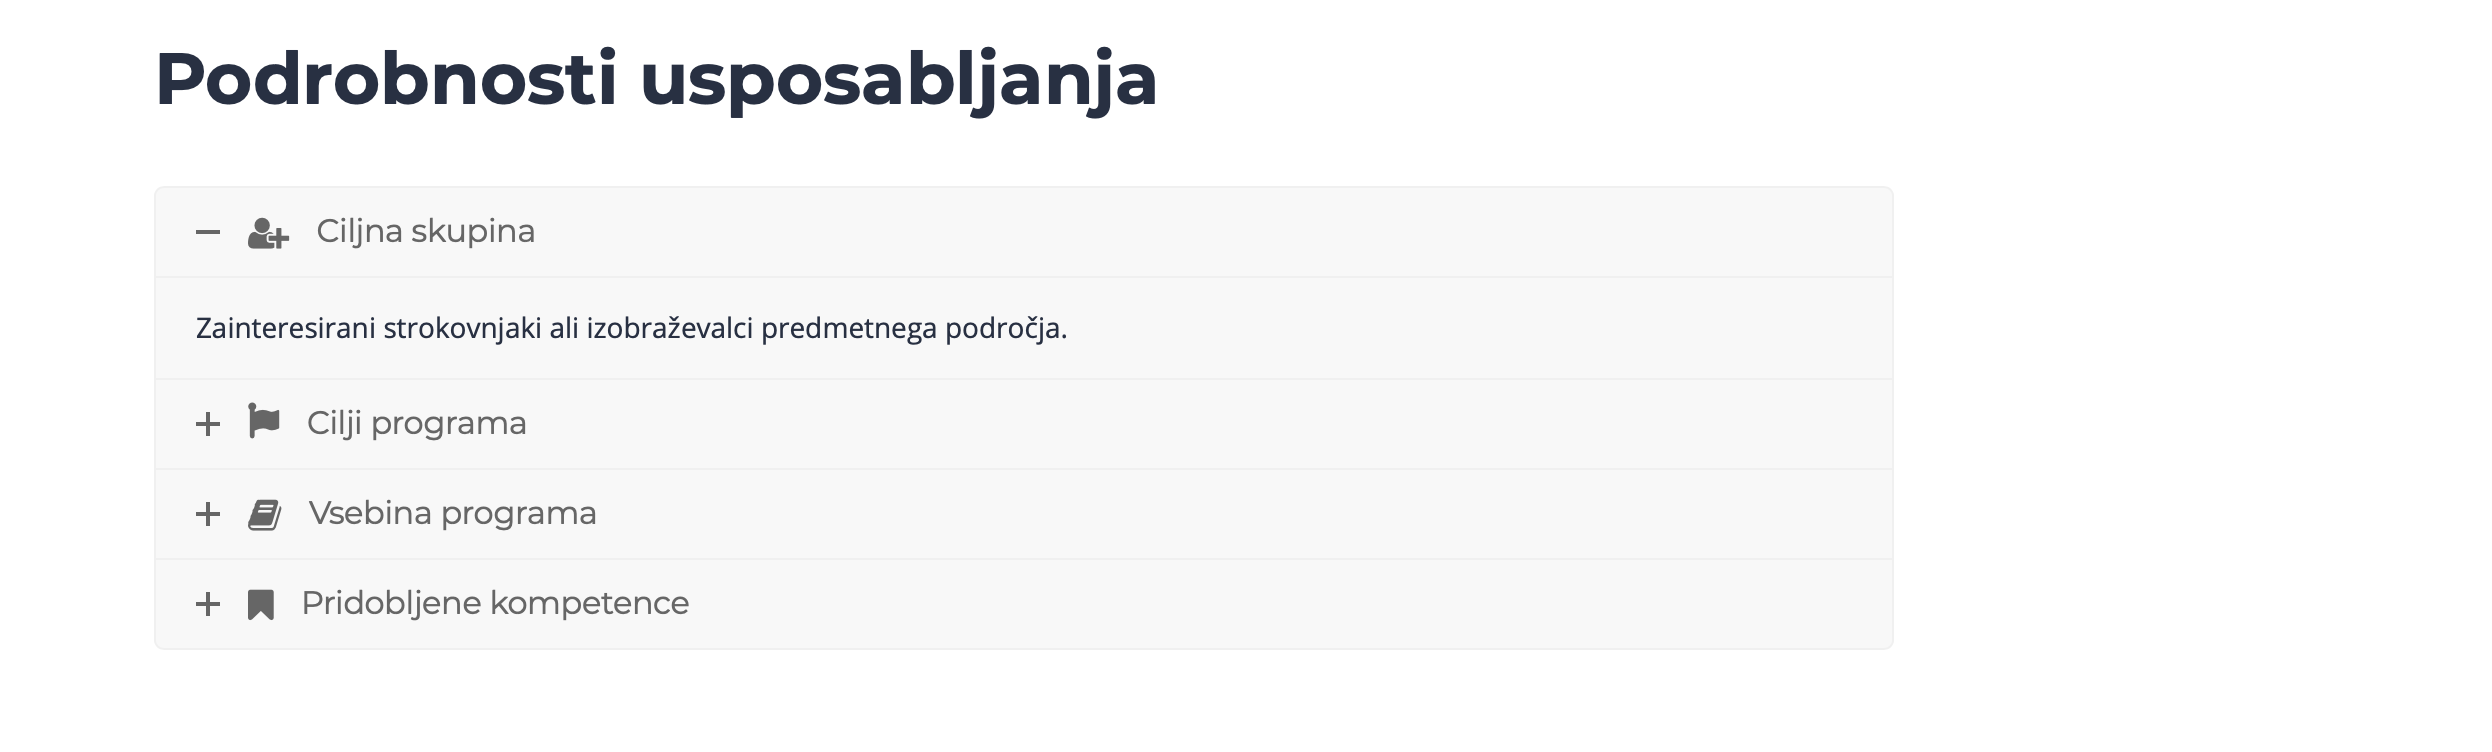 Podrobnosti usposabljanja
Ciljna skupina
Zainteresirani strokovnjaki ali izobraževalci predmetnega področja.
Cilji programa
Vsebina programa
Pridobljene kompetence